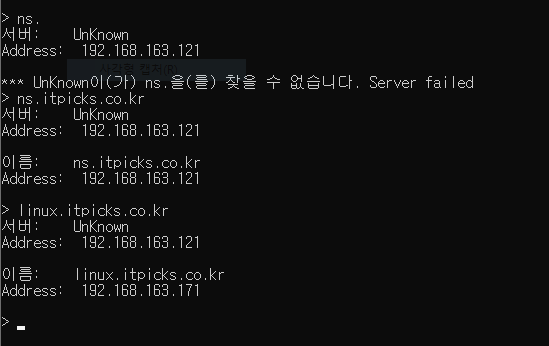 > ns.
서버:    UnKnown
Address:  192.168.163.121
*** UnKnown이(가) ns.을(를) 찾을 수 없습니다. Server failed
> ns.itpicks.co.kr
서버:    UnKnown
Address:  192.168.163.121
이름:    ns.itpicks.co.kr
Address:  192.168.163.121
> linux.itpicks.co.kr
서버:    UnKnown
Address:  192.168.163.121
이름:    linux.itpicks.co.kr
Address:  192.168.163.171
>